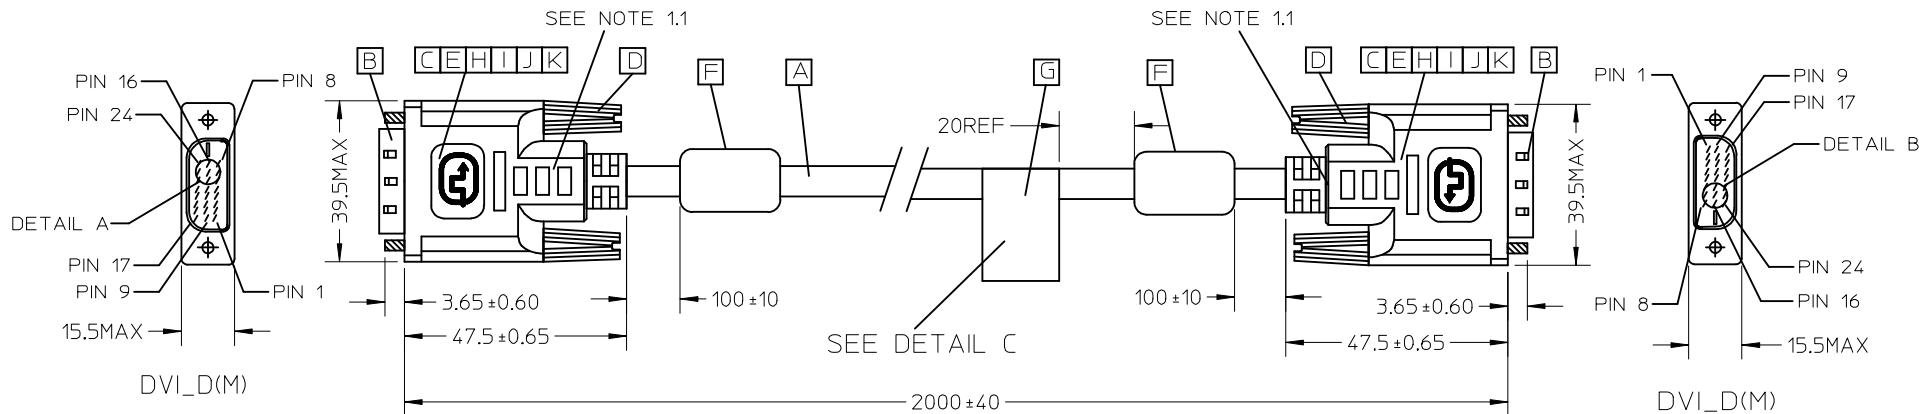 SEE NOTE 1.1
SEE NOTE 1.1
B
C E H I J K
D
F
A
G
F
D
C E H I J K
B
PIN 16
PIN 8
PIN 24
DETAIL A
PIN 17
PIN 9
PIN 1
15.5MAX
DVI_D(M)
39.5MAX
3.65±0.60
47.5±0.65
100±10
20REF
SEE DETAIL C
100±10
3.65±0.60
47.5±0.65
2000±40
39.5MAX
PIN 1
PIN 9
PIN 17
DETAIL B
PIN 24
PIN 8
PIN 16
15.5MAX
DVI_D(M)